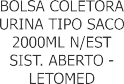 BOLSA COLETORA
URINA TIPO SACO
2000ML N/EST
SIST. ABERTO -
LETOMED